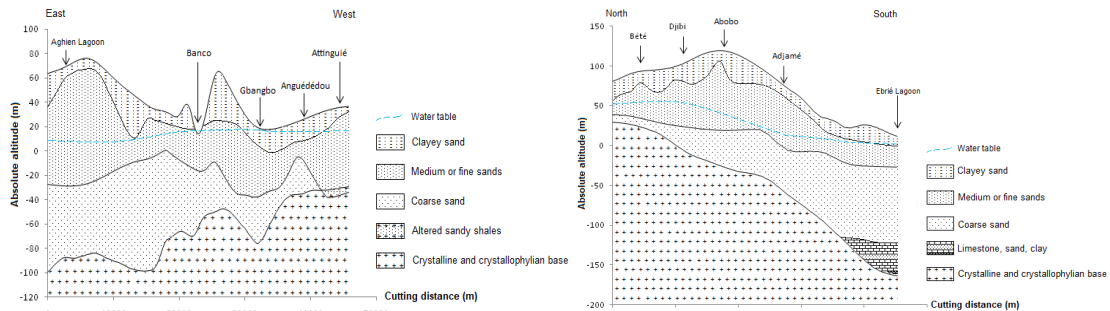 East
West
100
80
60
40
20
0
-20
-40
-60
-80
-100
-120
Absolute altitude (m)
Aghien Lagoon
Banco
Gbangbo
Anguédédou
Attinguié
Water table
Clayey sand
Medium or fine sands
Coarse sand
Altered sandy shales
Crystalline and crystallophylian base
Cutting distance (m)
North
South
150
100
50
0
-50
-100
-150
-200
Absolute altitude (m)
Bété
Djibi
Abobo
Adjamé
Ebrié Lagoon
Water table
Clayey sand
Medium or fine sands
Coarse sand
Limestone, sand, clay
Crystalline and crystallophylian base
Cutting distance (m)